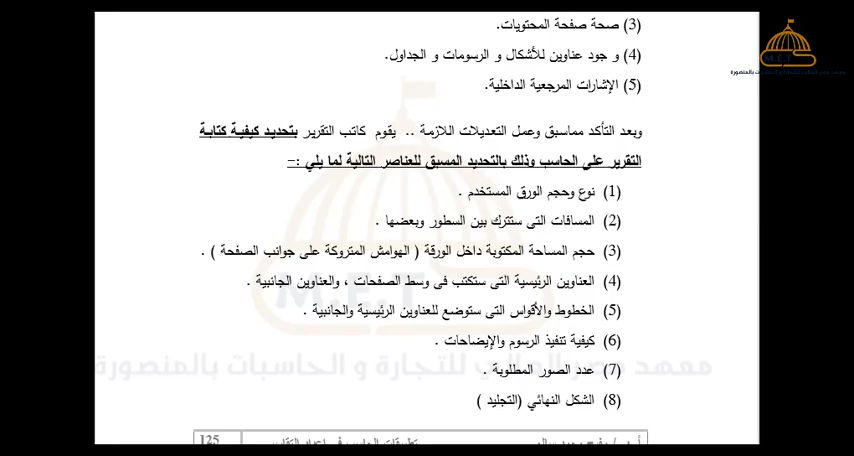 (3) صحة صفحة المحتويات.
(4) و جود عناوين للأشكال و الرسومات و الجداول.
(5) الإشارات المرجعية الداخلية.
M.E.T
وبعد التأكد مماسبق وعمل التعديلات اللازمة .. يقوم كاتب التقرير بتحديد كيفية كتابة
التقرير على الحاسب وذلك بالتحديد المسبق للعناصر التالية لما يلي :-
(1) نوع وحجم الورق المستخدم .
(2) المسافات التى ستترك بين السطور وبعضها .
(3) حجم المساحة المكتوبة داخل الورقة ( الهوامش المتروكة على جوانب الصفحة ) .
(4) العناوين الرئيسية التى ستكتب فى وسط الصفحات ، والعناوين الجانبية .
M.E.T
(5) الخطوط والأقواس التى ستوضع للعناوين الرئيسية والجانبية .
(6) كيفية تنفيذ الرسوم والإيضاحات .
معهد مصر العالي للتجارة و الحاسبات بالمنصورة
(7) عدد الصور المطلوبة .
(8) الشكل النهائي (التجليد )
125